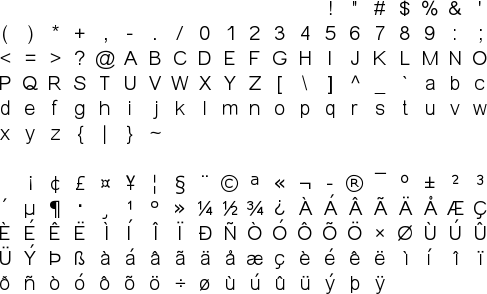 ! " # $ % & '
( ) * + , - . / 0 1 2 3 4 5 6 7 8 9 : ;
< = > ? @ A B C D E F G H I J K L M N O
P Q R S T U V W X Y Z [ \ ] ^ _ ` a b c
d e f g h i j k l m n o p q r s t u v w
x y z { | } ~
¡ ¢ £ ¤ ¥ ¦ § ¨ © ª « ¬ - ® ¯ º ± ² ³
´ µ ¶ · ¸ ¹ º » ¼ ½ ¾ ¿ À Á Â Ã Ä Å Æ Ç
È É Ê Ë Ì Í Î Ï Ð Ñ Ò Ó Ô Õ Ö × Ø Ù Ú Û
Ü Ý Þ ß à á â ã ä å æ ç è é ê ë ì í î ï
ð ñ ò ó ô õ ö ÷ ø ù ú û ü ý þ ÿ